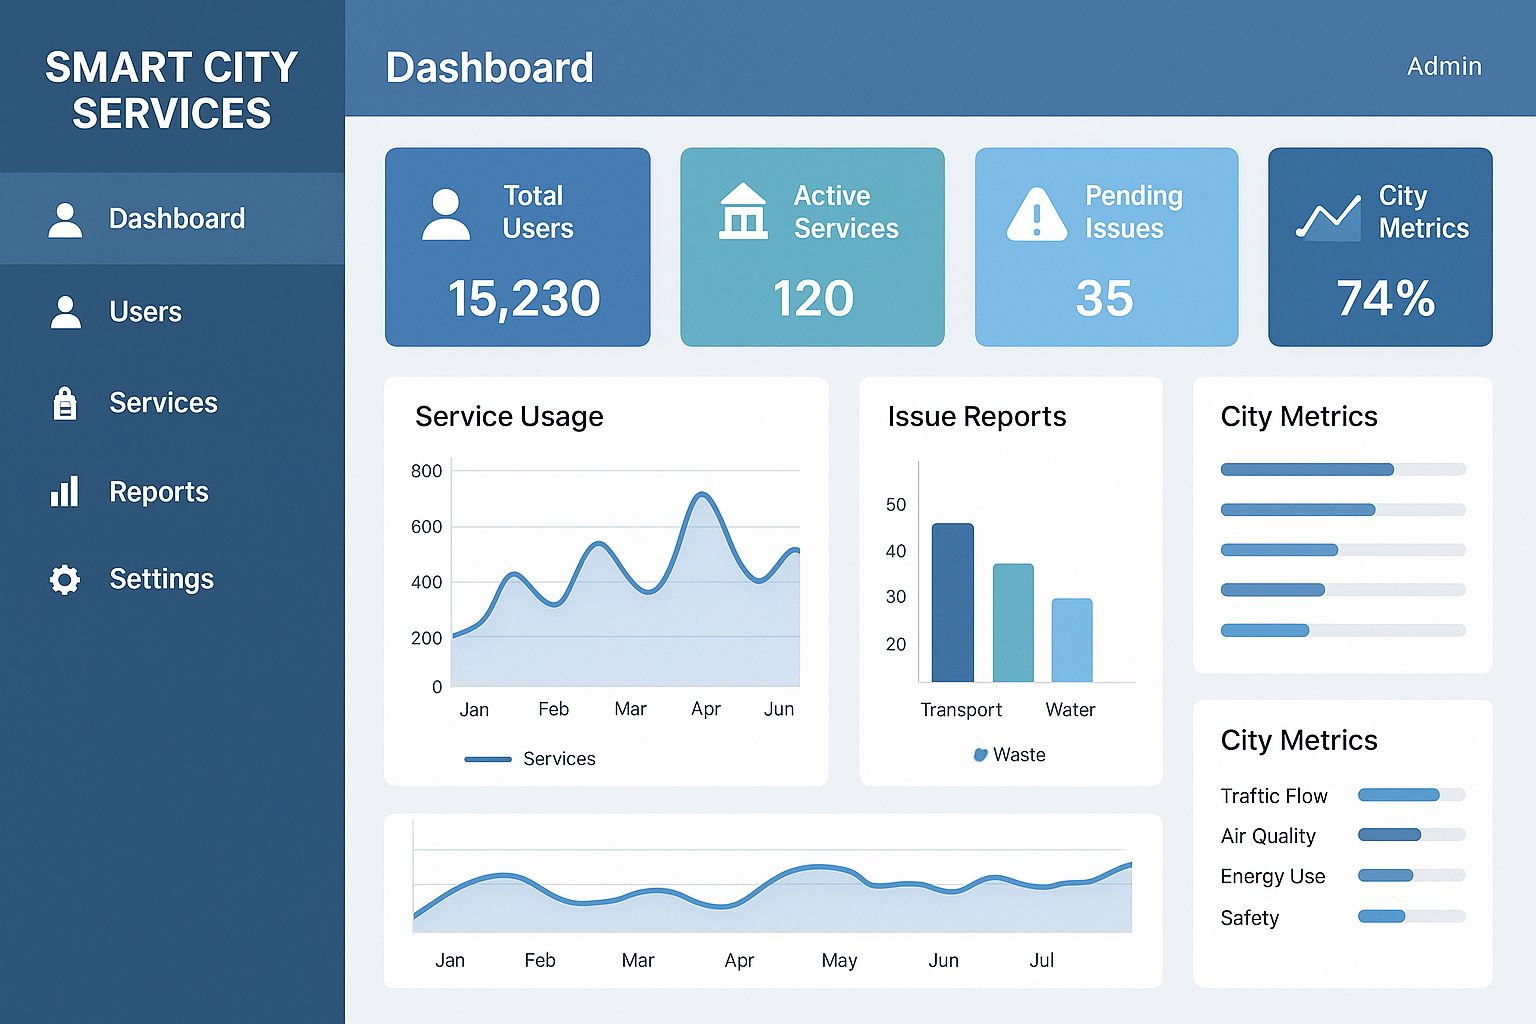 SMART CITY
SERVICES
Dashboard
Users
Services
Reports
Settings
Dashboard
Admin
Total
Users
15,230
Active
Services
120
Pending
Issues
35
City
Metrics
74%
Service Usage
800
600
400
200
0
Jan Feb Mar Apr Jun
Services
Issue Reports
50
40
30
20
Transport Water
Waste
City Metrics
City Metrics
Traftic Flow
Air Quality
Energy Use
Safety
Jan Feb Mar Apr May Jun Jul